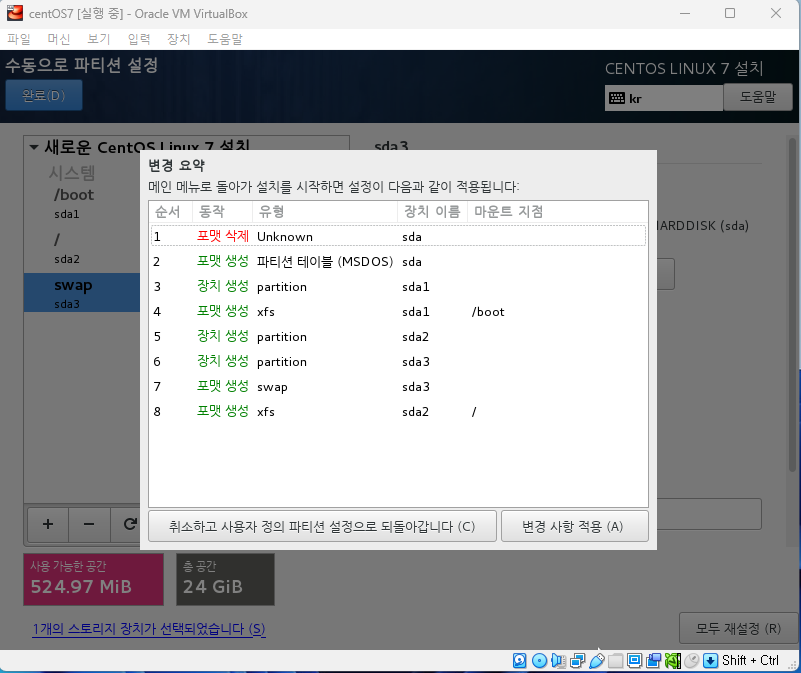 centOS7 [실행 중] - Oracle VM VirtualBox
파일 머신 보기 입력 장치 도움말
수동으로 파티션 설정
CENTOS LINUX 7 설치
완료(D)
kr
도움말
새로운 CentOS Linux 7 설치
sda3
시스템
/boot
sda1
/
sda2
swap
sda3
HARDDISK (sda)
변경 요약
메인 메뉴로 돌아가 설치를 시작하면 설정이 다음과 같이 적용됩니다:
순서 동작 유형 장치 이름 마운트 지점
1 포맷 삭제 Unknown sda
2 포맷 생성 파티션 테이블 (MSDOS) sda
3 장치 생성 partition sda1
4 포맷 생성 xfs sda1 /boot
5 장치 생성 partition sda2
6 장치 생성 partition sda3
7 포맷 생성 swap sda3
8 포맷 생성 xfs sda2 /
취소하고 사용자 정의 파티션 설정으로 되돌아갑니다 (C)
변경 사항 적용 (A)
사용 가능한 공간
524.97 MiB
총 공간
24 GiB
1개의 스토리지 장치가 선택되었습니다 (S)
모두 재설정 (R)
Shift + Ctrl